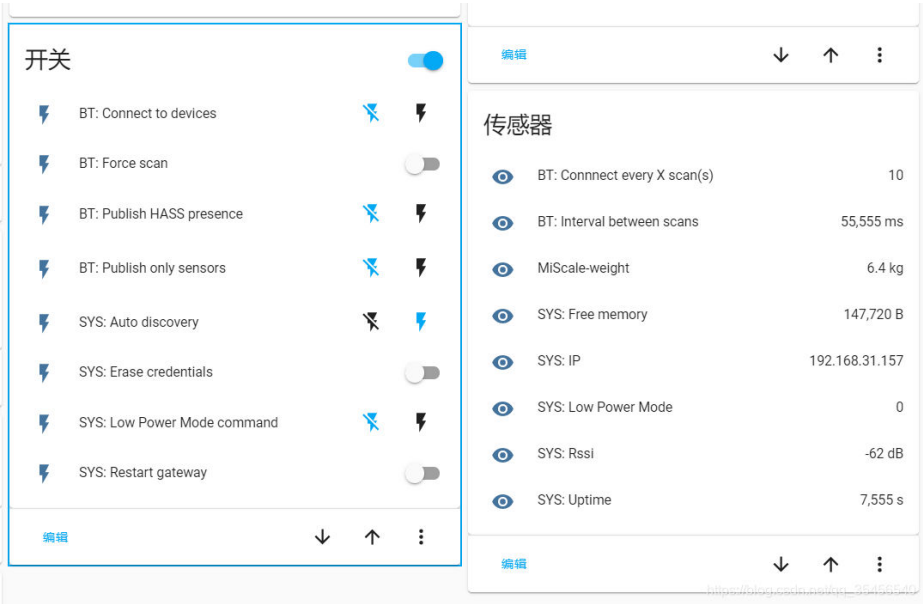 开关
BT: Connect to devices
BT: Force scan
BT: Publish HASS presence
BT: Publish only sensors
SYS: Auto discovery
SYS: Erase credentials
SYS: Low Power Mode command
SYS: Restart gateway
编辑
编辑
传感器
BT: Connnect every X scan(s) 10
BT: Interval between scans 55,555 ms
MiScale-weight 6.4 kg
SYS: Free memory 147,720 B
SYS: IP 192.168.31.157
SYS: Low Power Mode 0
SYS: Rssi -62 dB
SYS: Uptime 7,555 s
编辑